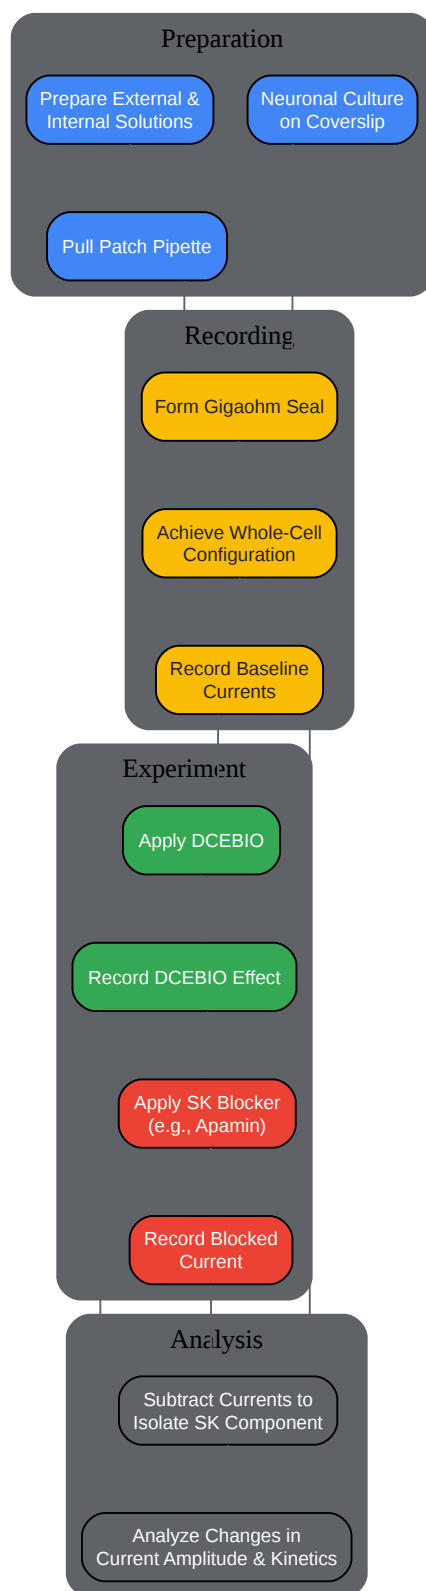 Preparation
Prepare External &
Internal Solutions
Neuronal Culture
on Coverslip
Pull Patch Pipette
Recording
Form Gigaohm Seal
Achieve Whole-Cell
Configuration
Record Baseline
Currents
Experiment
Apply DCEBIO
Record DCEBIO Effect
Apply SK Blocker
(e.g., Apamin)
Record Blocked
Current
Analysis
Subtract Currents to
Isolate SK Component
Analyze Changes in
Current Amplitude & Kinetics